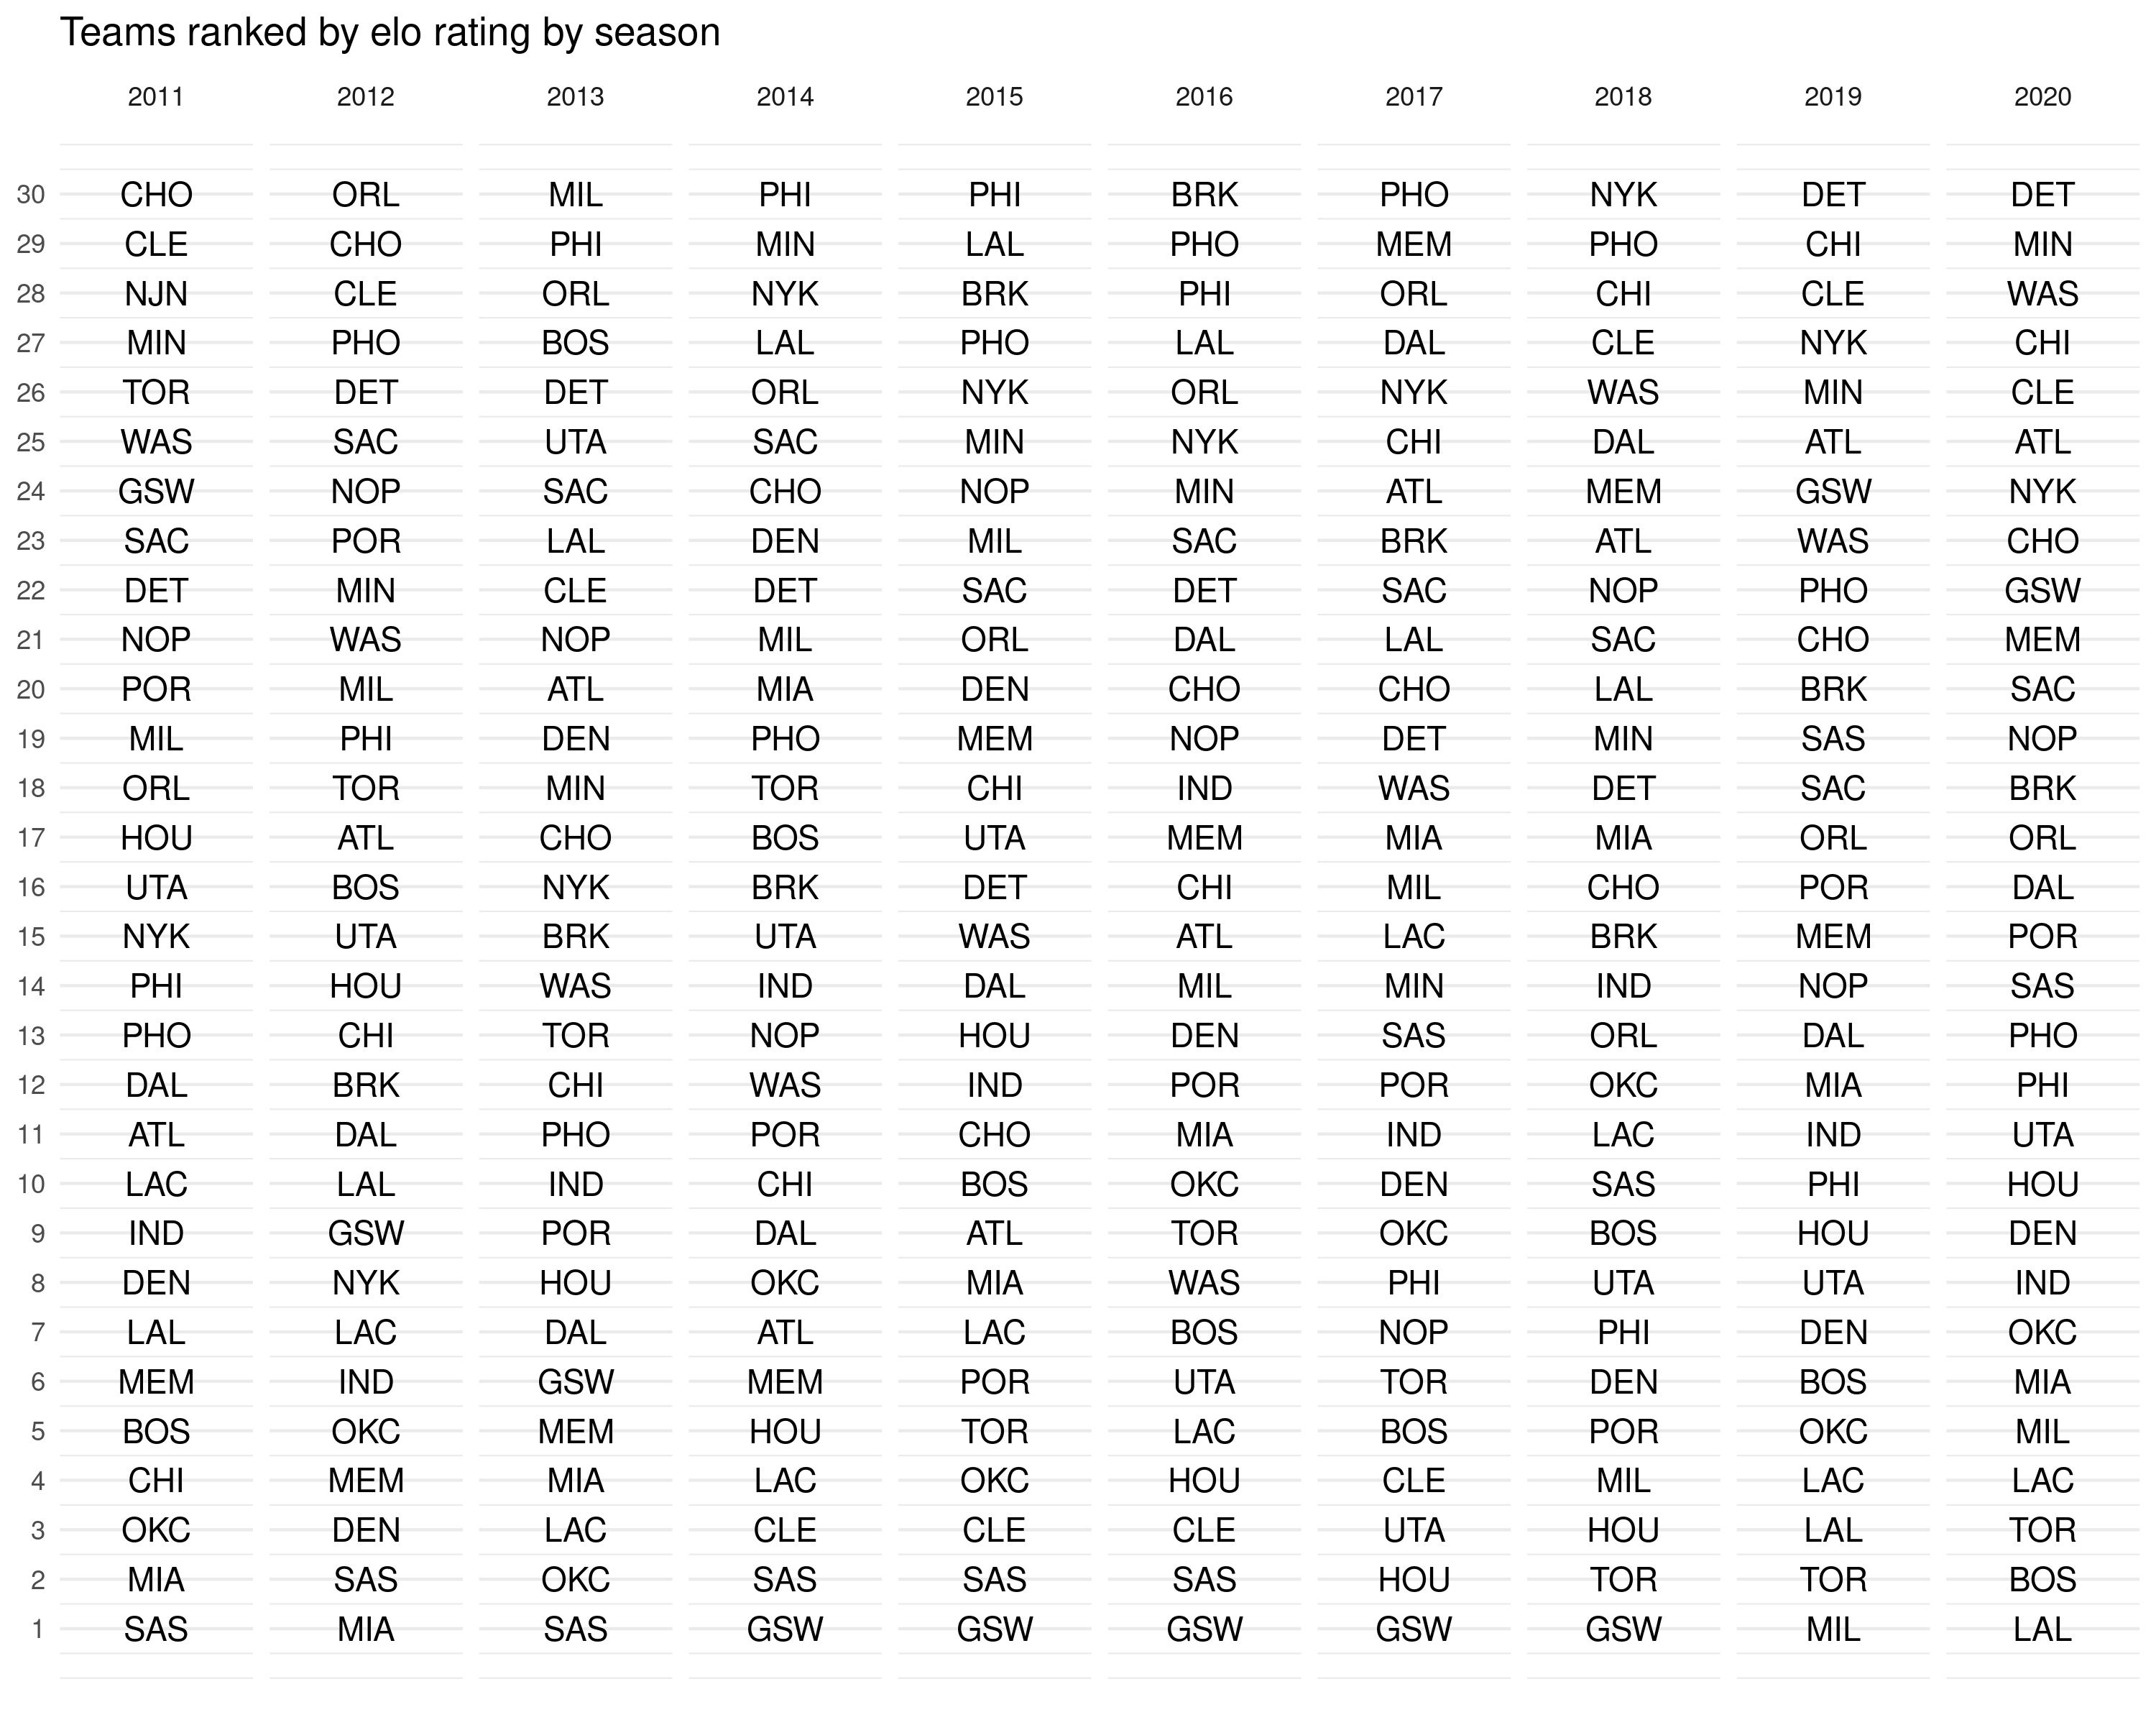 Teams ranked by elo rating by season
2011 2012 2013 2014 2015 2016 2017 2018 2019 2020
30 CHO ORL MIL PHI PHI BRK PHO NYK DET DET
29 CLE CHO PHI MIN LAL PHO MEM PHO CHI MIN
28 NJN CLE ORL NYK BRK PHI ORL CHI CLE WAS
27 MIN PHO BOS LAL PHO LAL DAL CLE NYK CHI
26 TOR DET DET ORL NYK ORL NYK WAS MIN CLE
25 WAS SAC UTA SAC MIN NYK CHI DAL ATL ATL
24 GSW NOP SAC CHO NOP MIN ATL MEM GSW NYK
23 SAC POR LAL DEN MIL SAC BRK ATL WAS CHO
22 DET MIN CLE DET SAC DET SAC NOP PHO GSW
21 NOP WAS NOP MIL ORL DAL LAL SAC CHO MEM
20 POR MIL ATL MIA DEN CHO CHO LAL BRK SAC
19 MIL PHI DEN PHO MEM NOP DET MIN SAS NOP
18 ORL TOR MIN TOR CHI IND WAS DET SAC BRK
17 HOU ATL CHO BOS UTA MEM MIA MIA ORL ORL
16 UTA BOS NYK BRK DET CHI MIL CHO POR DAL
15 NYK UTA BRK UTA WAS ATL LAC BRK MEM POR
14 PHI HOU WAS IND DAL MIL MIN IND NOP SAS
13 PHO CHI TOR NOP HOU DEN SAS ORL DAL PHO
12 DAL BRK CHI WAS IND POR POR OKC MIA PHI
11 ATL DAL PHO POR CHO MIA IND LAC IND UTA
10 LAC LAL IND CHI BOS OKC DEN SAS PHI HOU
9 IND GSW POR DAL ATL TOR OKC BOS HOU DEN
8 DEN NYK HOU OKC MIA WAS PHI UTA UTA IND
7 LAL LAC DAL ATL LAC BOS NOP PHI DEN OKC
6 MEM IND GSW MEM POR UTA TOR DEN BOS MIA
5 BOS OKC MEM HOU TOR LAC BOS POR OKC MIL
4 CHI MEM MIA LAC OKC HOU CLE MIL LAC LAC
3 OKC DEN LAC CLE CLE CLE UTA HOU LAL TOR
2 MIA SAS OKC SAS SAS SAS HOU TOR TOR BOS
1 SAS MIA SAS GSW GSW GSW GSW GSW MIL LAL